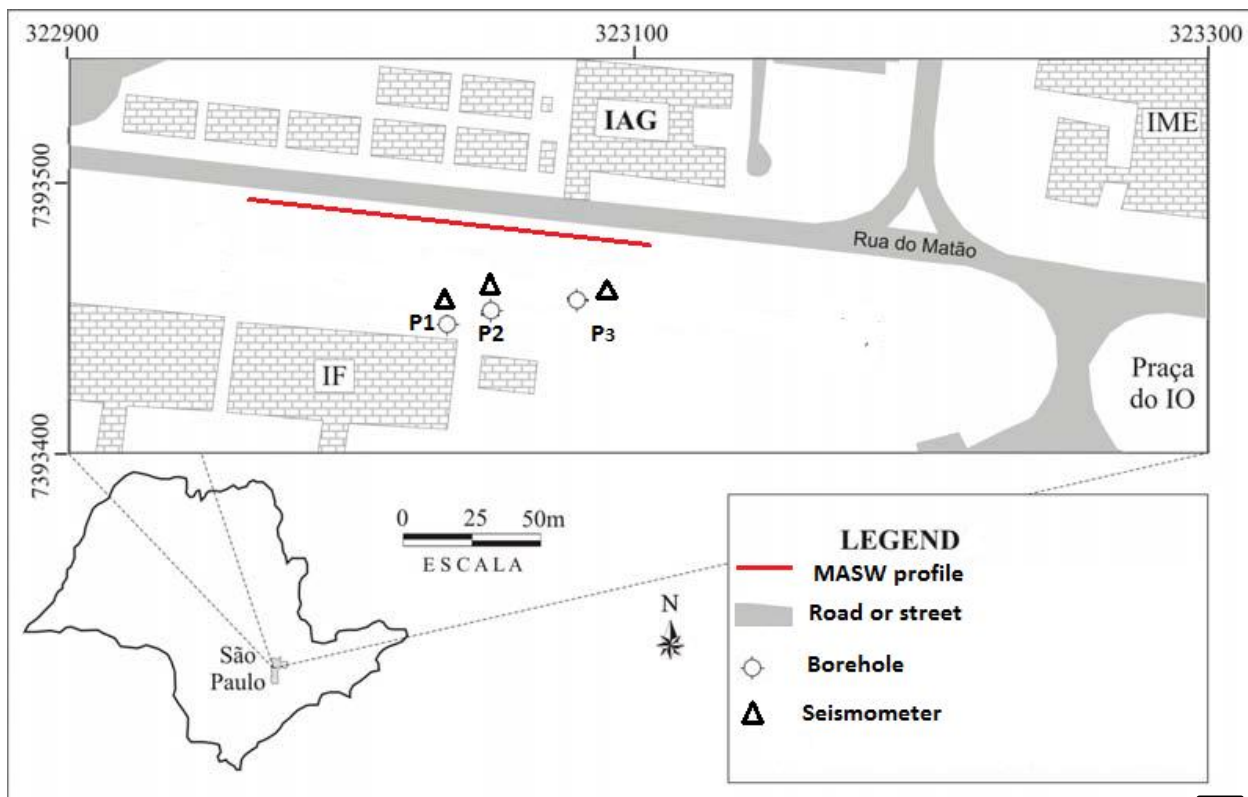 322900
323100
323300
7393500
7393400
IAG
IME
Rua do Matão
P1
P2
P3
IF
Praça
do IO
0 25 50m
ESCALA
N
São
Paulo
LEGEND
MASW profile
Road or street
Borehole
Seismometer